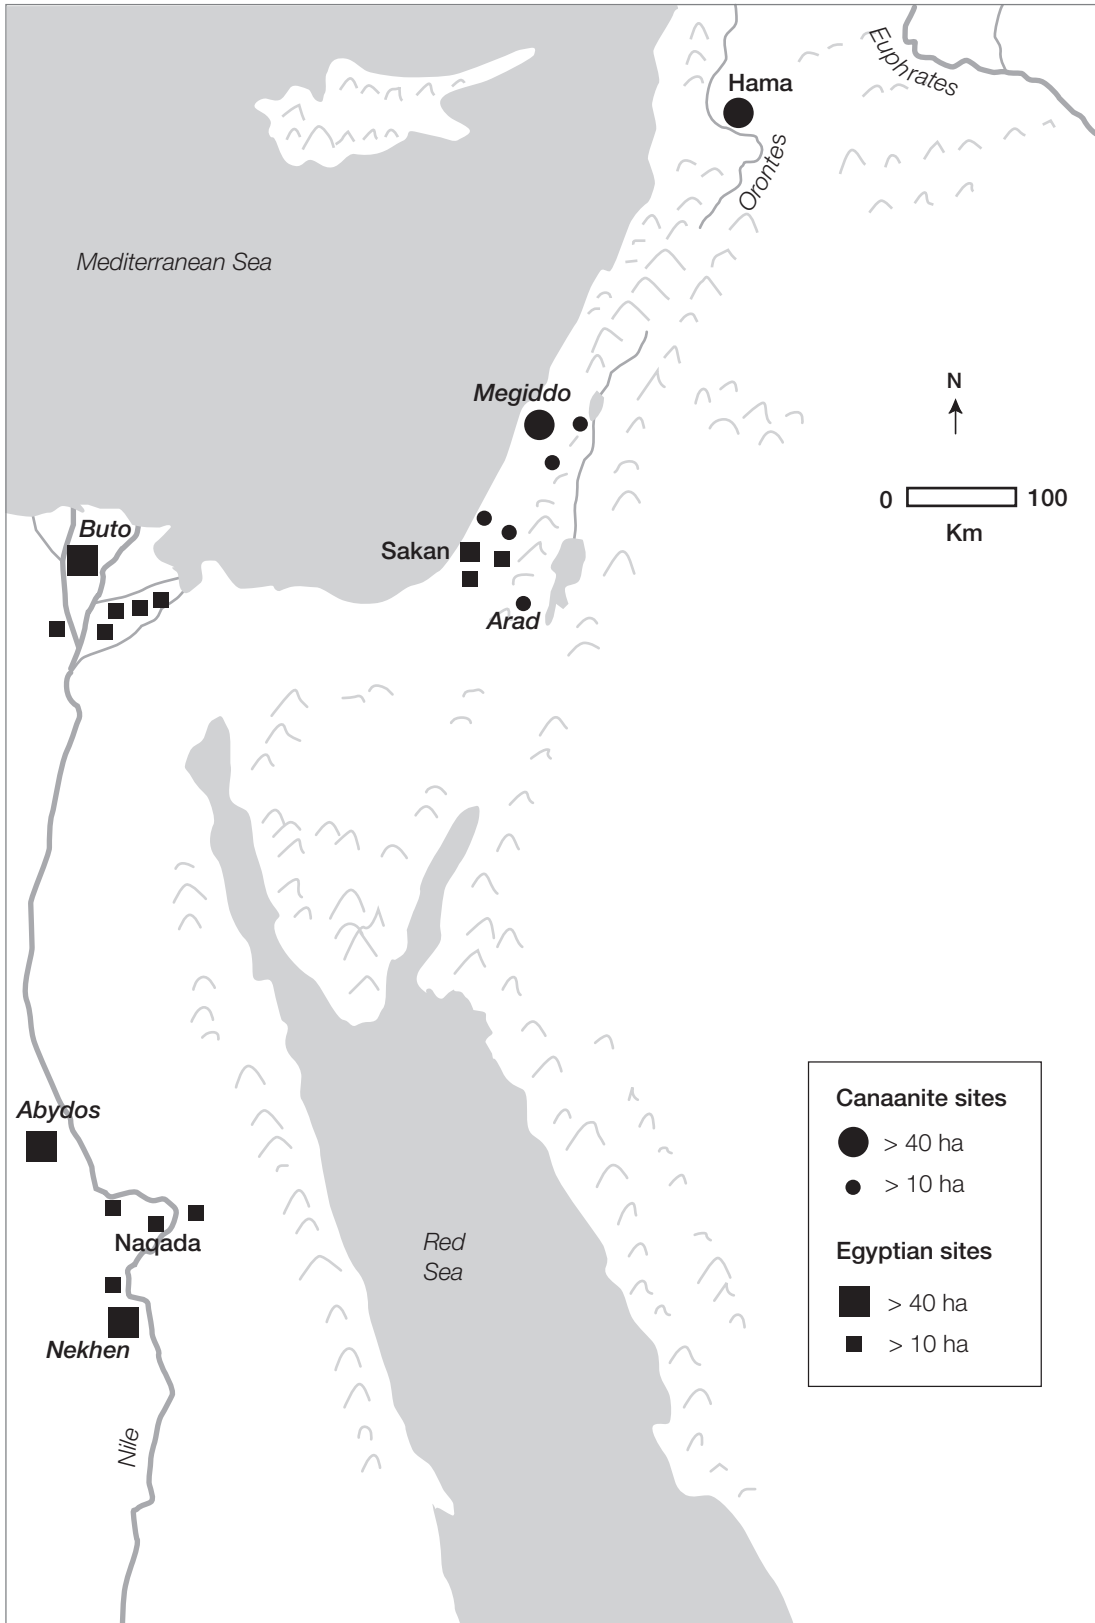 Euphrates
Hama
Orontes
Mediterranean Sea
Megiddo
N
0 100
Km
Buto
Sakan
Arad
Abydos
Canaanite sites
> 40 ha
> 10 ha
Naqada
Red
Sea
Egyptian sites
> 40 ha
> 10 ha
Nekhen
Nile